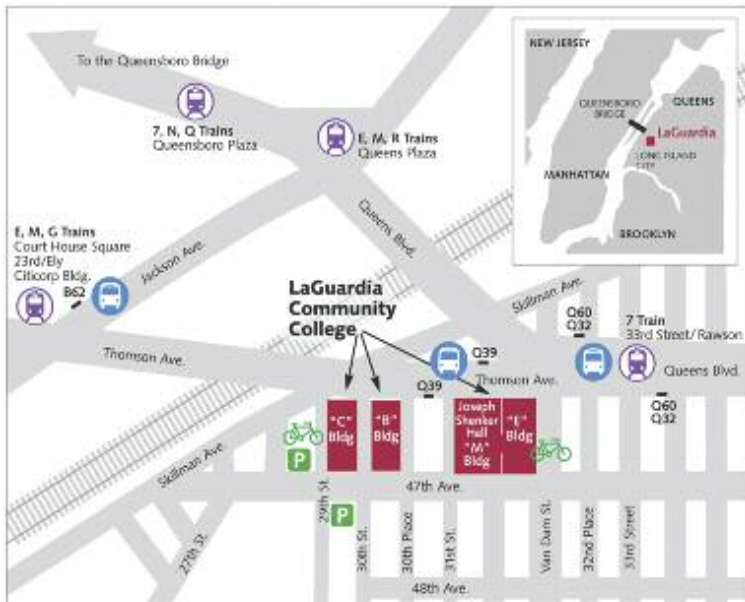 To the Queensboro Bridge
7, N, Q Trains
Queensboro Plaza
E, M, R Trains
Queens Plaza
NEW JERSEY
QUEENS
QUEENSBORO
BRIDGE
LaGuardia
LONG ISLAND
CITY
MANHATTAN
BROOKLYN
E, M, G Trains
Court House Square
23rd/Ely
Citicorp Bldg.
B62
Jackson Ave.
Queens Blvd.
LaGuardia
Community
College
Skillman Ave.
Q60
Q32
7 Train
33rd Street/Rawson
Thomson Ave.
Q39
Q39
Thomson Ave.
Queens Blvd.
Q60
Q32
"C"
Bldg
"B"
Bldg
Joseph
Shenker
Hall
"M"
Bldg
"E"
Bldg
P
Skillman Ave.
47th Ave.
P
27th St.
29th St.
30th St.
30th Place
31st St.
Van Dam St.
32nd Place
33rd Street
48th Ave.